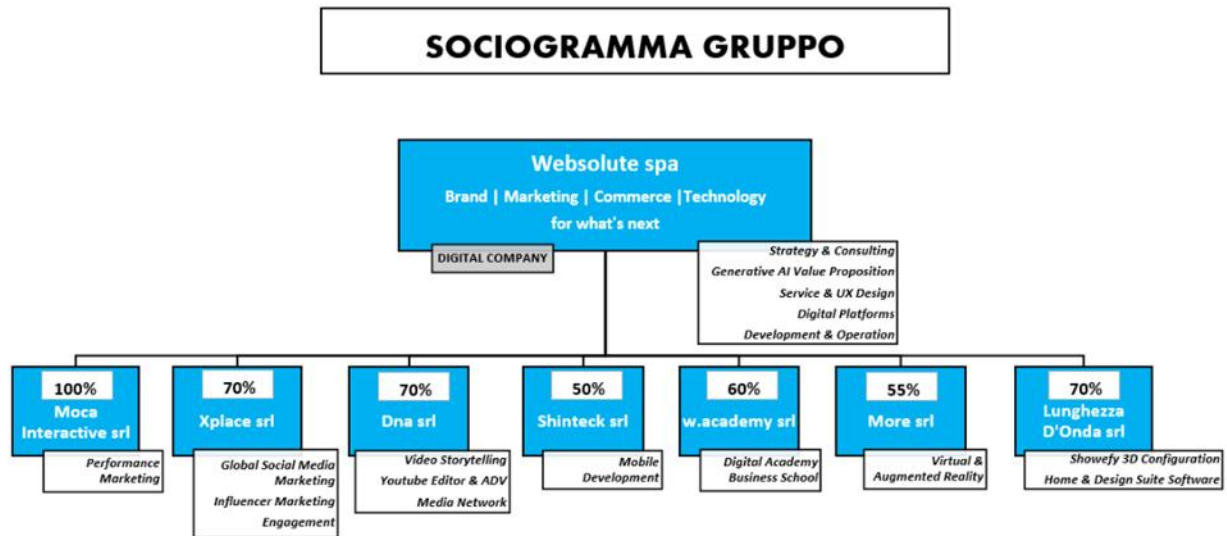 SOCIOGRAMMA GRUPPO
Websolute spa
Brand | Marketing | Commerce |Technology
for what's next
DIGITAL COMPANY
Strategy & Consulting
Generative AI Value Proposition
Service & UX Design
Digital Platforms
Development & Operation
100%
Moca
Interactive srl
Performance
Marketing
70%
Xplace srl
Global Social Media
Marketing
Influencer Marketing
Engagement
70%
Dna srl
Video Storytelling
Youtube Editor & ADV
Media Network
50%
Shinteck srl
Mobile
Development
60%
w.academy srl
Digital Academy
Business School
55%
More srl
Virtual &
Augmented Reality
70%
Lunghezza
D'Onda srl
Showefy 3D Configuration
Home & Design Suite Software